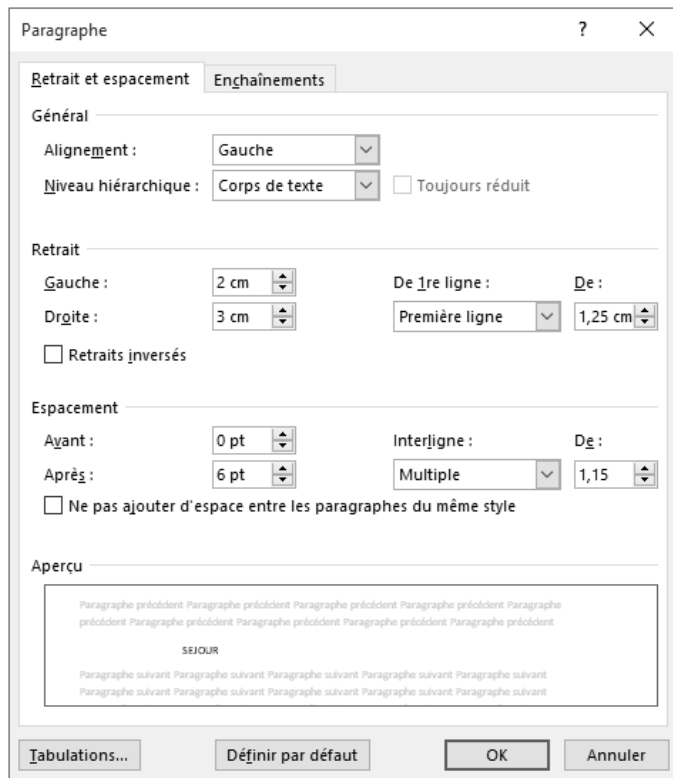 Paragraphe ?
Retrait et espacement Enchaînements
Général
Alignement : Gauche
Niveau hiérarchique : Corps de texte Toujours réduit
Retrait
Gauche : 2 cm De 1re ligne : De :
Droite : 3 cm Première ligne 1,25 cm
Retraits inversés
Espacement
Avant : 0 pt Interligne : De :
Après : 6 pt Multiple 1,15
Ne pas ajouter d'espace entre les paragraphes du même style
Aperçu
Paragraphe précédent Paragraphe précédent Paragraphe précédent Paragraphe précédent Paragraphe
précédent Paragraphe précédent Paragraphe précédent Paragraphe précédent Paragraphe précédent
SEJOUR
Paragraphe suivant Paragraphe suivant Paragraphe suivant Paragraphe suivant Paragraphe suivant
Paragraphe suivant Paragraphe suivant Paragraphe suivant Paragraphe suivant Paragraphe suivant
Tabulations... Définir par défaut OK Annuler